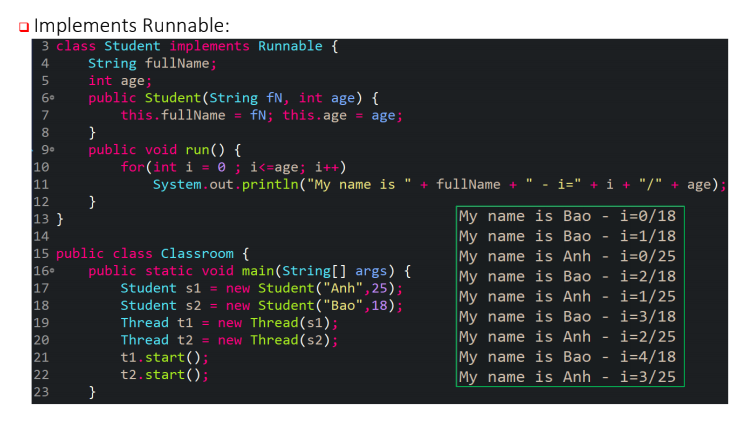 Implements Runnable:
3 class Student implements Runnable {
4 String fullName;
5 int age;
6 public Student(String fN, int age) {
7 this.fullName = fN; this.age = age;
8 }
9 public void run() {
10 for(int i = 0 ; i<=age; i++)
11 System.out.println("My name is " + fullName + " - i=" + i + "/" + age);
12 }
13 }
14
15 public class Classroom {
16 public static void main(String[] args) {
17 Student s1 = new Student("Anh",25);
18 Student s2 = new Student("Bao",18);
19 Thread t1 = new Thread(s1);
20 Thread t2 = new Thread(s2);
21 t1.start();
22 t2.start();
23 }
My name is Bao - i=0/18
My name is Bao - i=1/18
My name is Anh - i=0/25
My name is Bao - i=2/18
My name is Anh - i=1/25
My name is Bao - i=3/18
My name is Anh - i=2/25
My name is Bao - i=4/18
My name is Anh - i=3/25